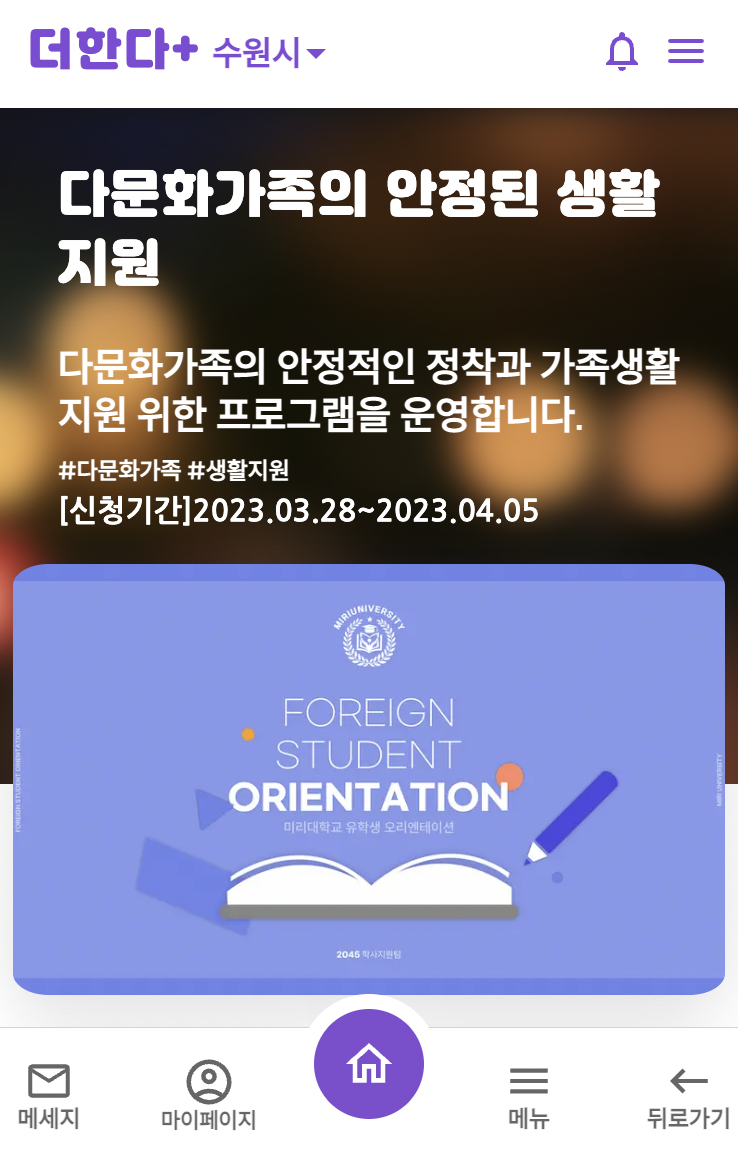 더한다+ 수원시
다문화가족의 안정된 생활
지원
다문화가족의 안정적인 정착과 가족생활
지원 위한 프로그램을 운영합니다.
#다문화가족 #생활지원
[신청기간]2023.03.28~2023.04.05
MIRIUNIVERSITY
FOREIGN
STUDENT
ORIENTATION
미리대학교 유학생 오리엔테이션
FOREIGN STUDENT ORIENTATION
MIRI UNIVERSITY
2045 학사지원팀
메세지
마이페이지
메뉴
뒤로가기